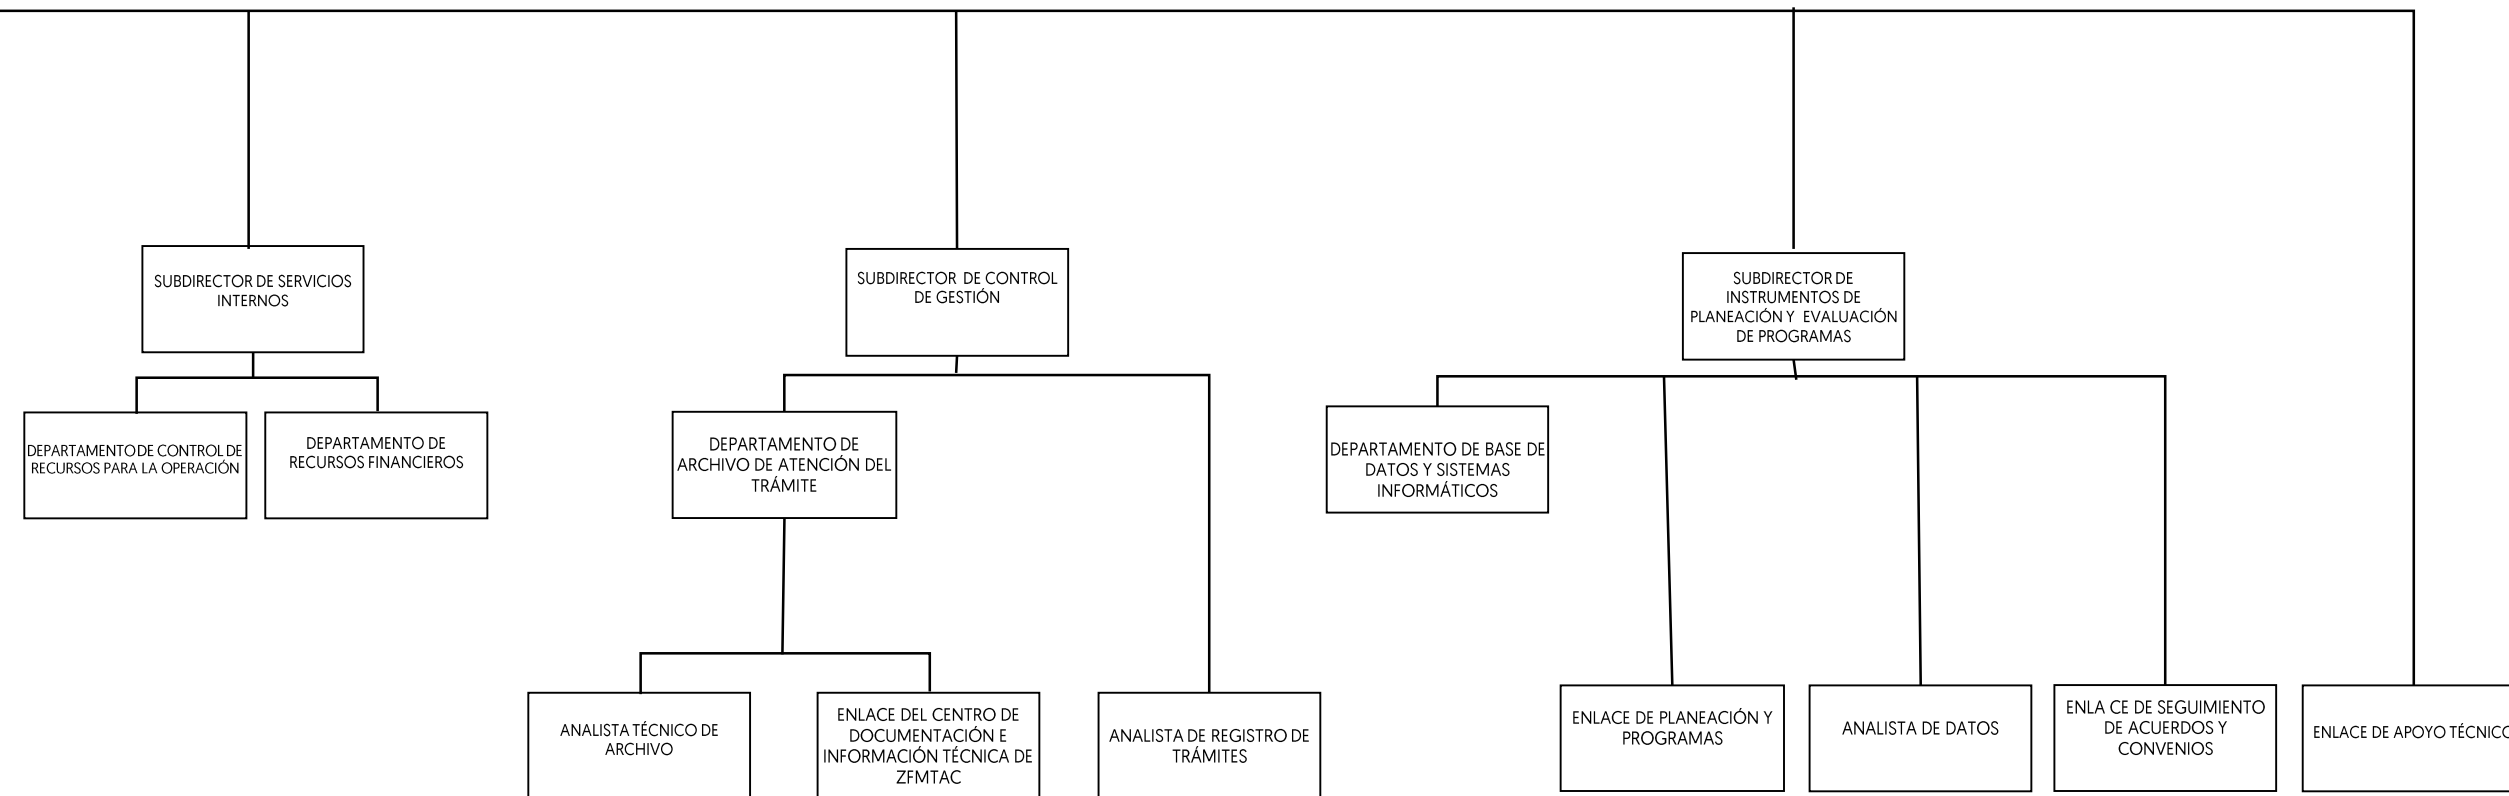 SUBDIRECTOR DE SERVICIOS
INTERNOS
SUBDIRECTOR DE CONTROL
DE GESTIÓN
SUBDIRECTOR DE
INSTRUMENTOS DE
PLANEACIÓN Y EVALUACIÓN
DE PROGRAMAS
DEPARTAMENTO DE CONTROL DE
RECURSOS PARA LA OPERACIÓN
DEPARTAMENTO DE
RECURSOS FINANCIEROS
DEPARTAMENTO DE
ARCHIVO DE ATENCIÓN DEL
TRÁMITE
DEPARTAMENTO DE BASE DE
DATOS Y SISTEMAS
INFORMÁTICOS
ANALISTA TÉCNICO DE
ARCHIVO
ENLACE DEL CENTRO DE
DOCUMENTACIÓN E
INFORMACIÓN TÉCNICA DE
ZFMTAC
ANALISTA DE REGISTRO DE
TRÁMITES
ENLACE DE PLANEACIÓN Y
PROGRAMAS
ANALISTA DE DATOS
ENLA CE DE SEGUIMIENTO
DE ACUERDOS Y
CONVENIOS
ENLACE DE APOYO TÉCNICO